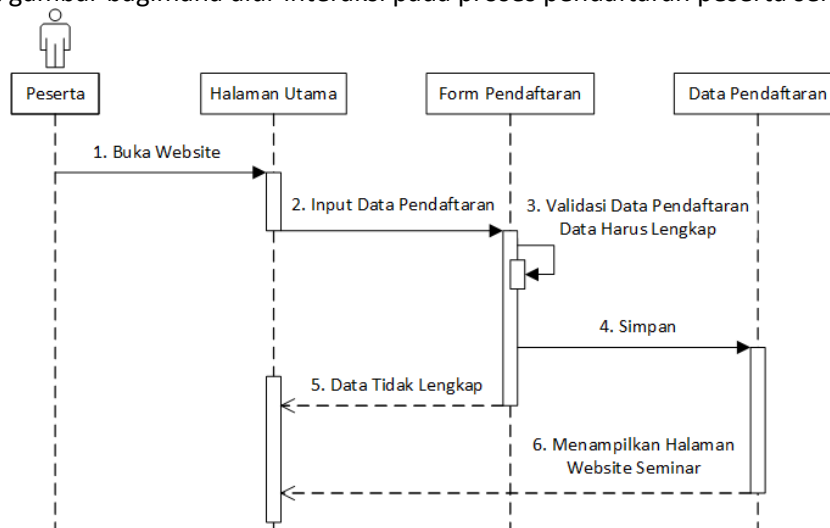 gambar bagimana alur interaksi pada proses pendaftaran peserta
Peserta
Halaman Utama
Form Pendaftaran
Data Pendaftaran
1. Buka Website
2. Input Data Pendaftaran
3. Validasi Data Pendaftaran
Data Harus Lengkap
4. Simpan
5. Data Tidak Lengkap
6. Menampilkan Halaman
Website Seminar